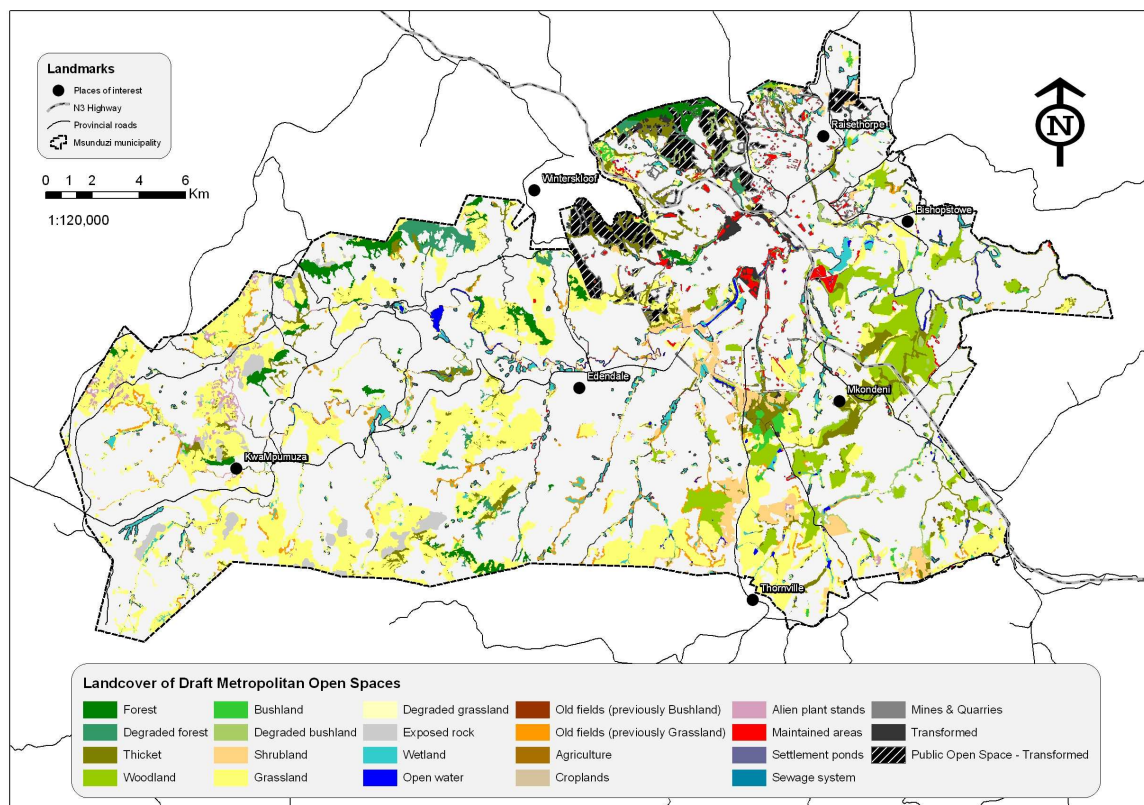 Landmarks
Places of interest
N3 Highway
Provincial roads
Msunduzi municipality
0 1 2 4 6
Km
1:120,000
N
Raisethorpe
Winterskloof
Bishopstowe
Edendale
Mkondeni
KwaMpumuza
Thornville
Landcover of Draft Metropolitan Open Spaces
Forest
Degraded forest
Thicket
Woodland
Bushland
Degraded bushland
Shrubland
Grassland
Degraded grassland
Exposed rock
Wetland
Open water
Old fields (previously Bushland)
Old fields (previously Grassland)
Agriculture
Croplands
Alien plant stands
Maintained areas
Settlement ponds
Sewage system
Mines & Quarries
Transformed
Public Open Space - Transformed